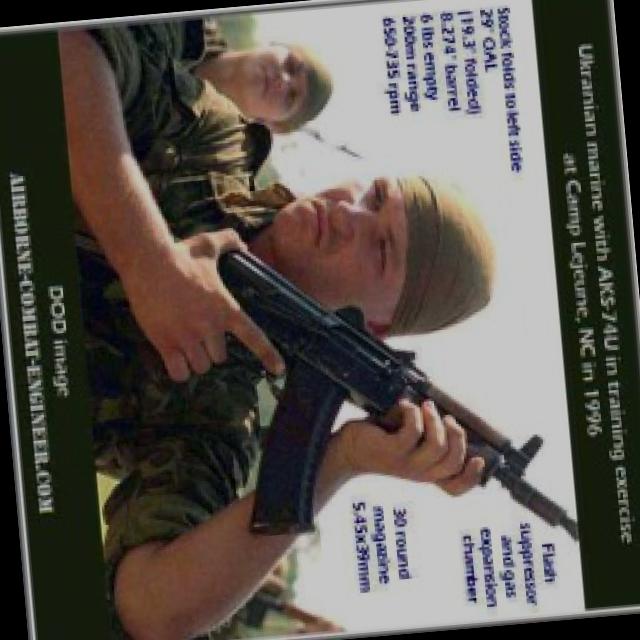 Ukranian marine with AKS-74U in training exercise
at Camp Lejeune, NC in 1996
Stock folds to left side
29" OAL
(19.3" folded)
8.274" barrel
6 lbs empty
200m range
650-735 rpm
Flash
suppressor
and gas
expansion
chamber
30 round
magazine
5.45x39mm
DOD image
AIRBORNE-COMBAT-ENGINEER.COM